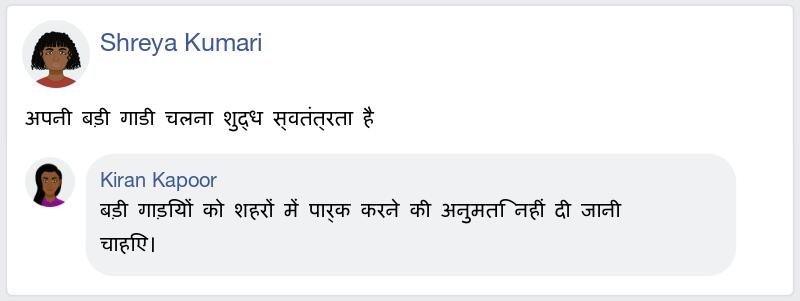 Shreya Kumari
अपनी बड़ी गाडी चलना शुद्ध स्वतंत्रता है
Kiran Kapoor
बड़ी गाड़ियों को शहरों में पार्क करने की अनुमति नहीं दी जानी
चाहिए।